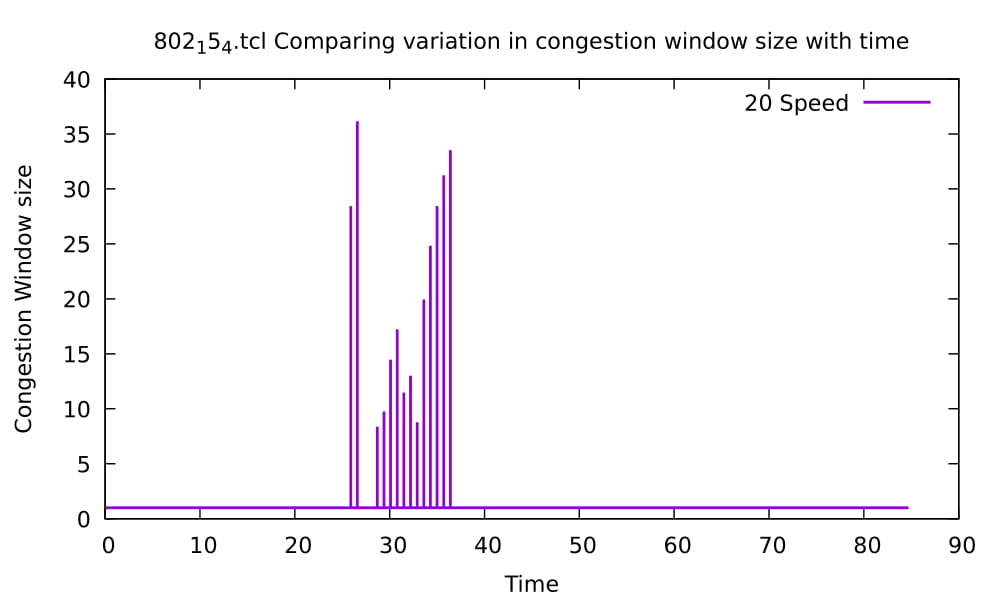 802₁5₄.tcl Comparing variation in congestion window size with time
20 Speed
Congestion Window size
40
35
30
25
20
15
10
5
0
0 10 20 30 40 50 60 70 80 90
Time